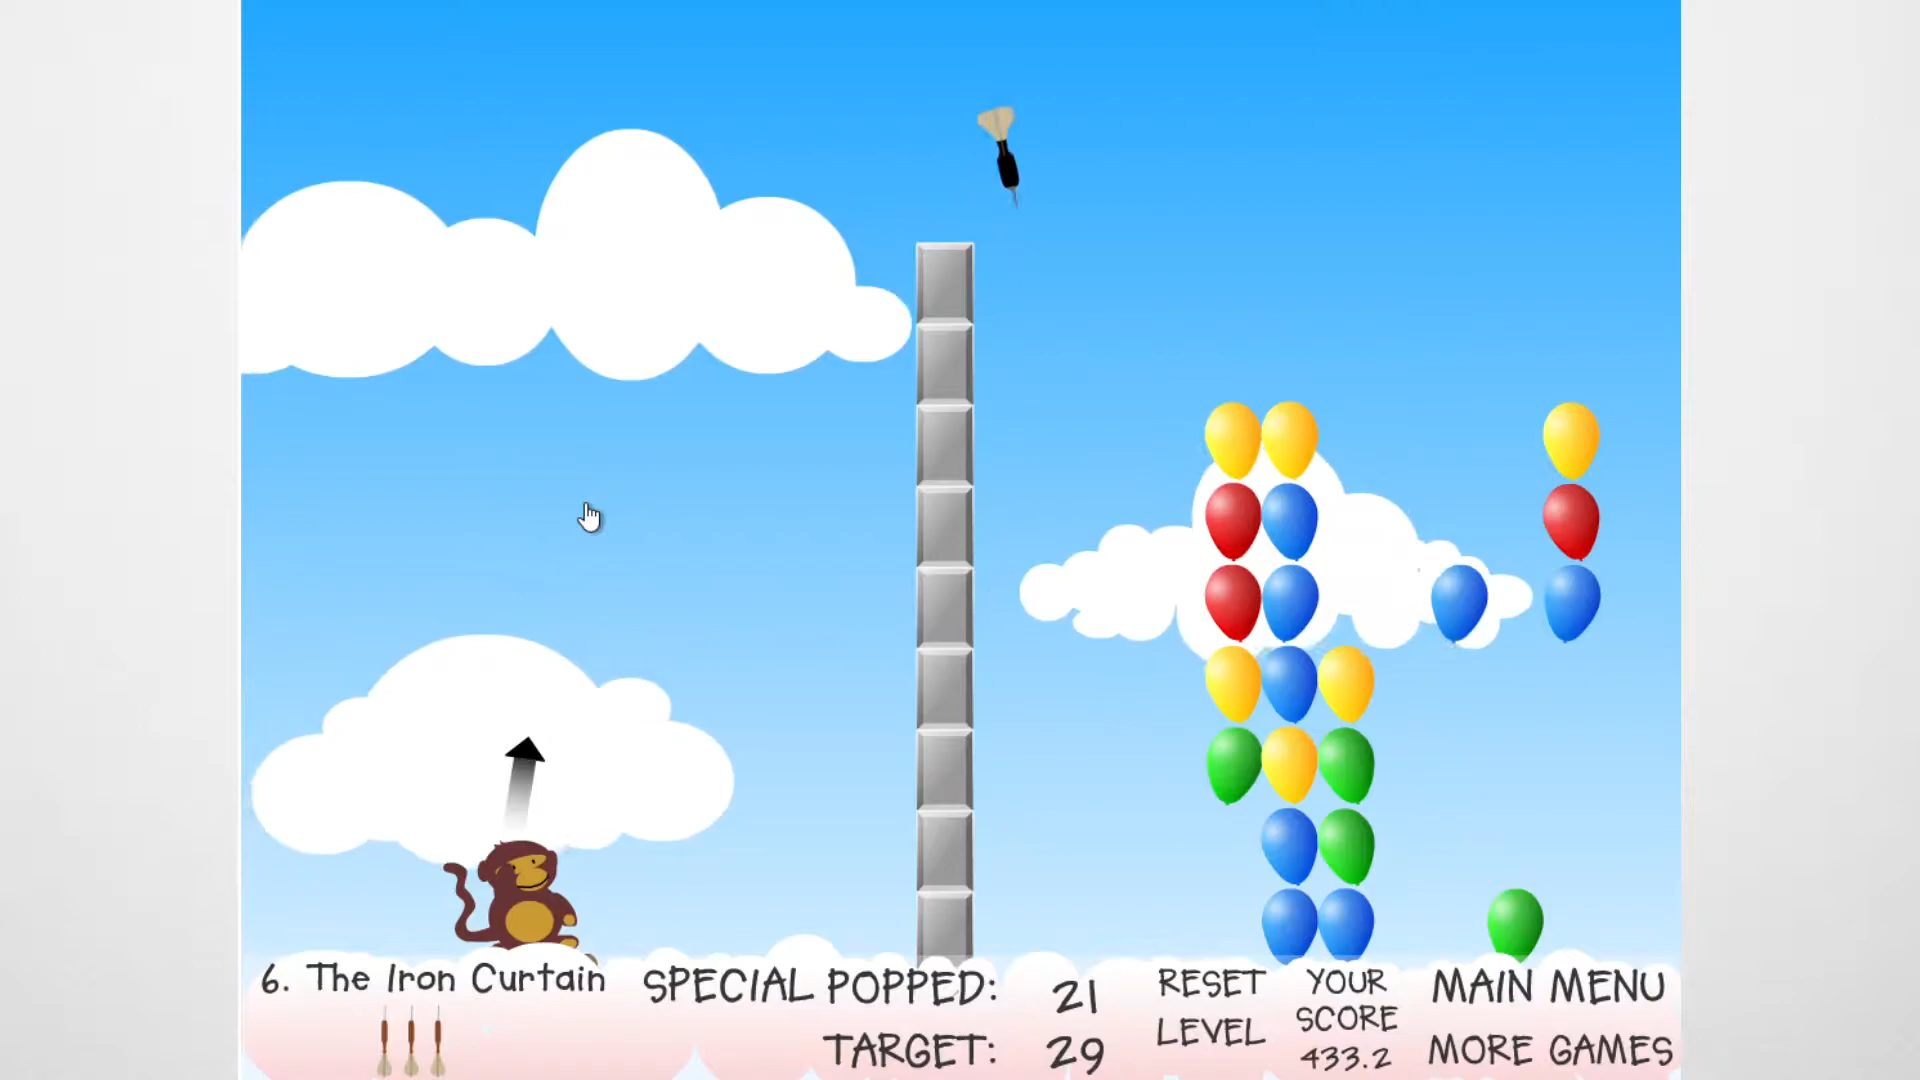 6. The Iron Curtain
SPECIAL POPPED: 21
TARGET: 29
RESET
LEVEL
YOUR
SCORE
433.2
MAIN MENU
MORE GAMES